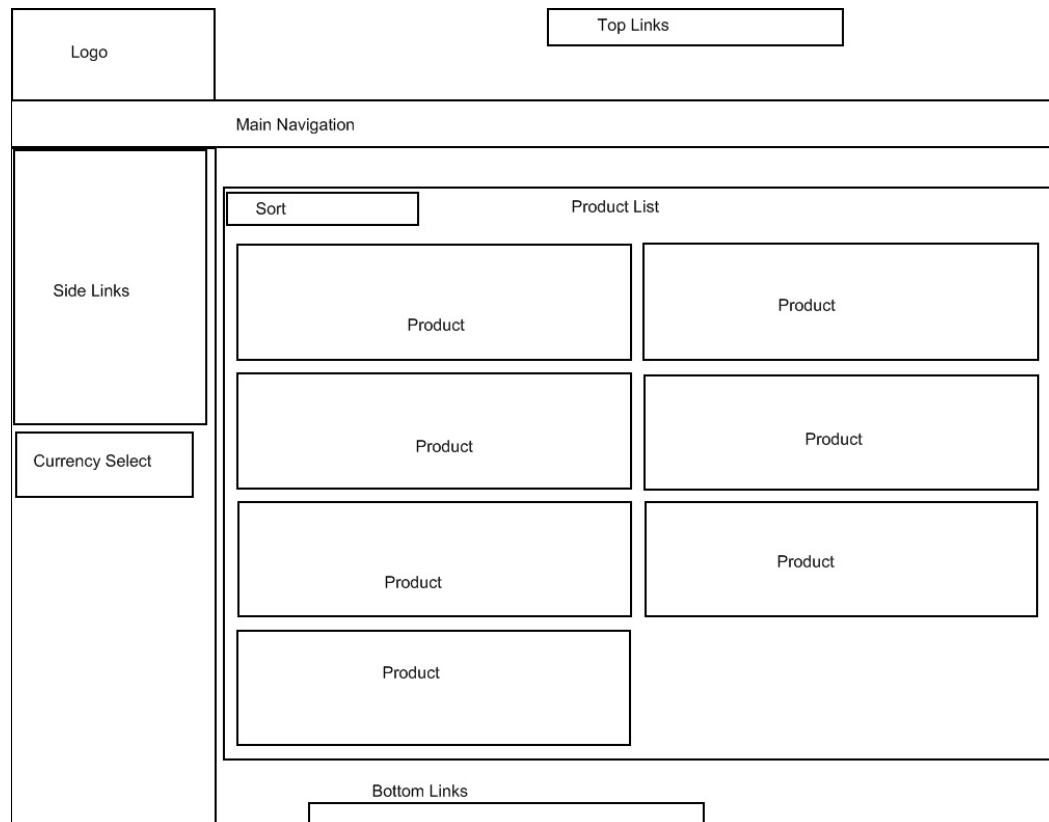 Logo
Top Links
Main Navigation
Side Links
Currency Select
Sort
Product List
Product
Product
Product
Product
Product
Product
Product
Bottom Links